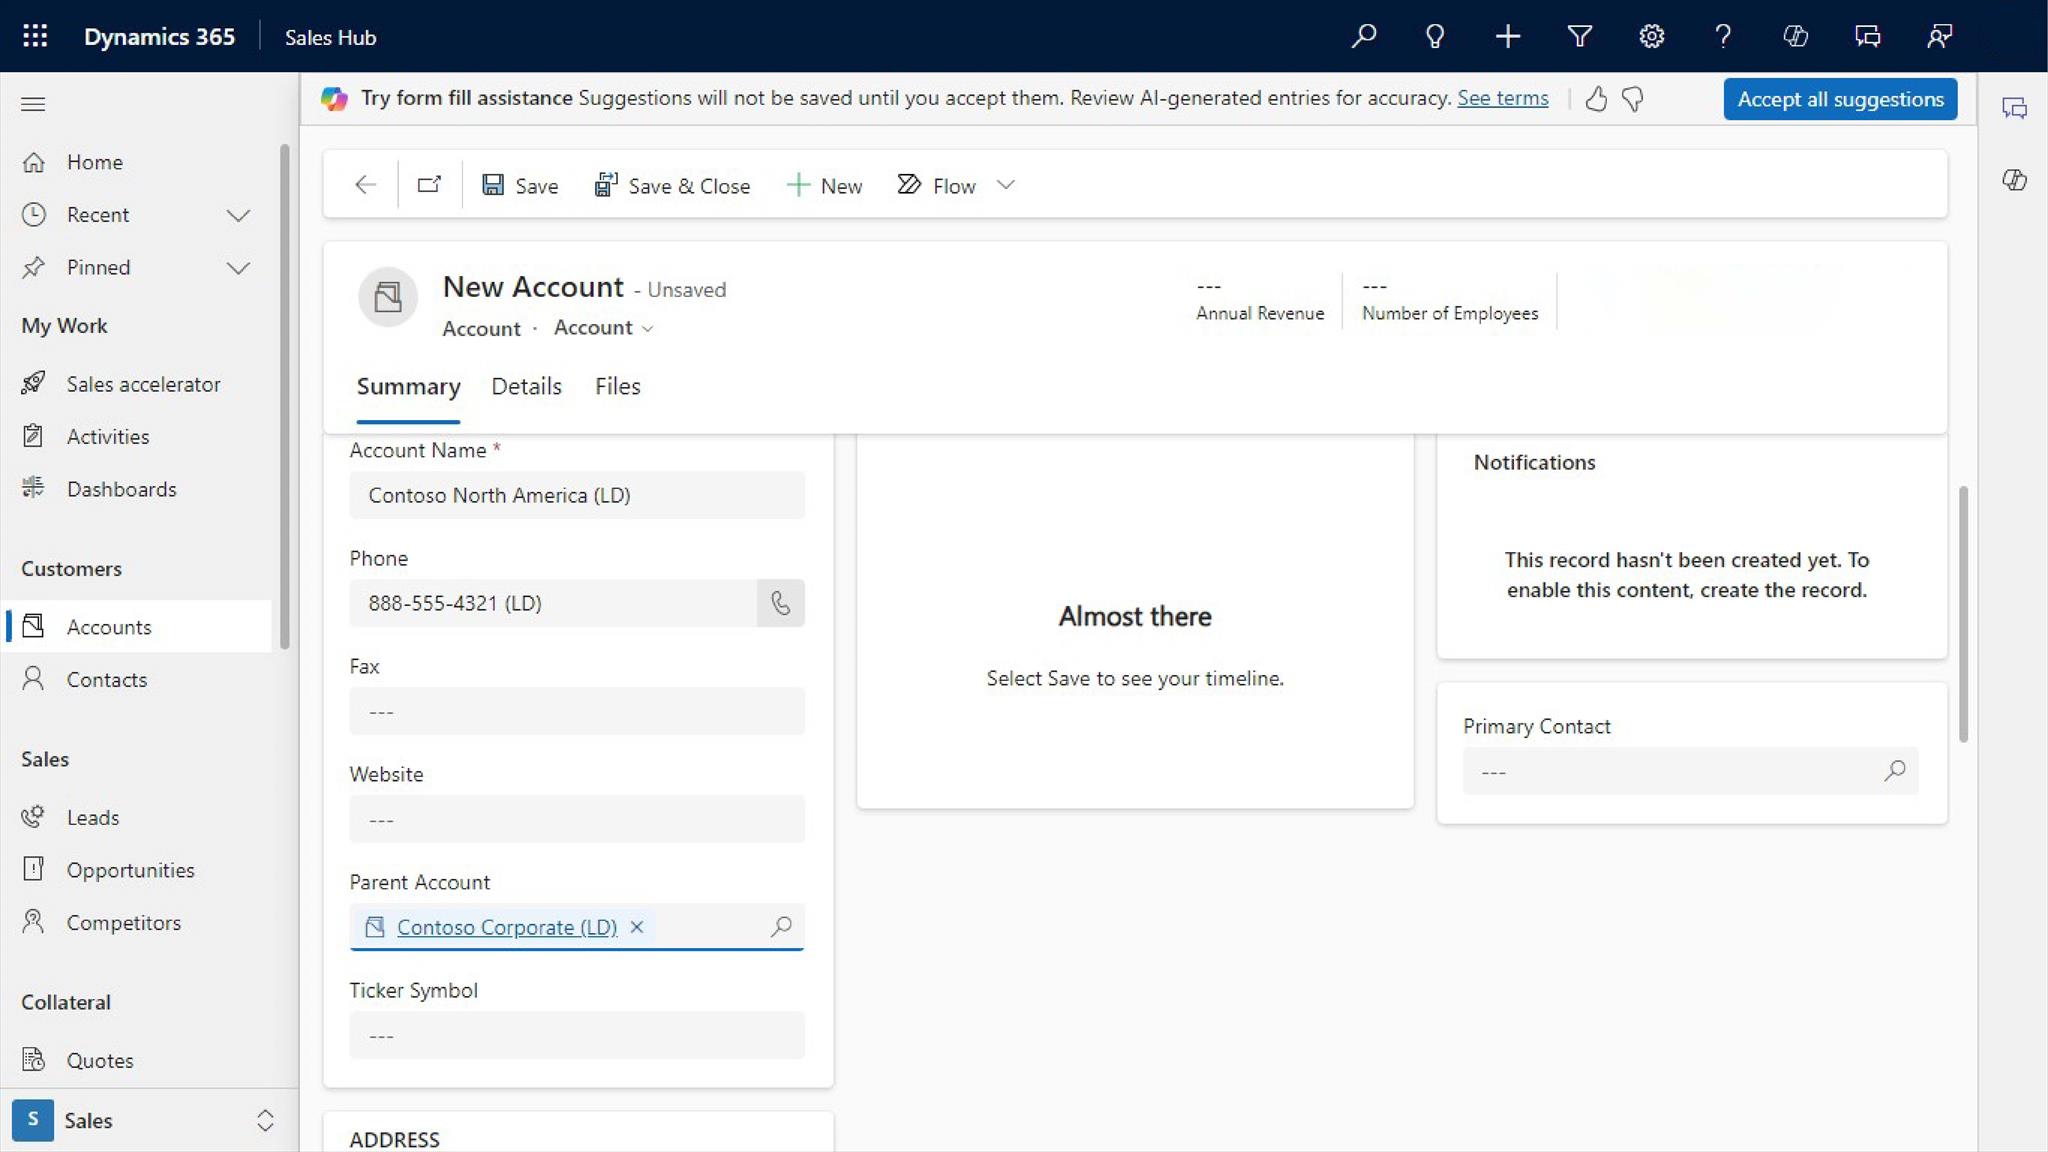 Dynamics 365
Sales Hub
Try form fill assistance Suggestions will not be saved until you accept them. Review AI-generated entries for accuracy. See terms
Accept all suggestions
Home
Recent
Pinned
My Work
Sales accelerator
Activities
Dashboards
Customers
Accounts
Contacts
Sales
Leads
Opportunities
Competitors
Collateral
Quotes
S
Sales
Save
Save & Close
New
Flow
New Account - Unsaved
Account · Account
---
Annual Revenue
---
Number of Employees
Summary
Details
Files
Account Name *
Contoso North America (LD)
Phone
888-555-4321 (LD)
Fax
---
Website
---
Parent Account
Contoso Corporate (LD)
Ticker Symbol
---
ADDRESS
Almost there
Select Save to see your timeline.
Notifications
This record hasn't been created yet. To
enable this content, create the record.
Primary Contact
---